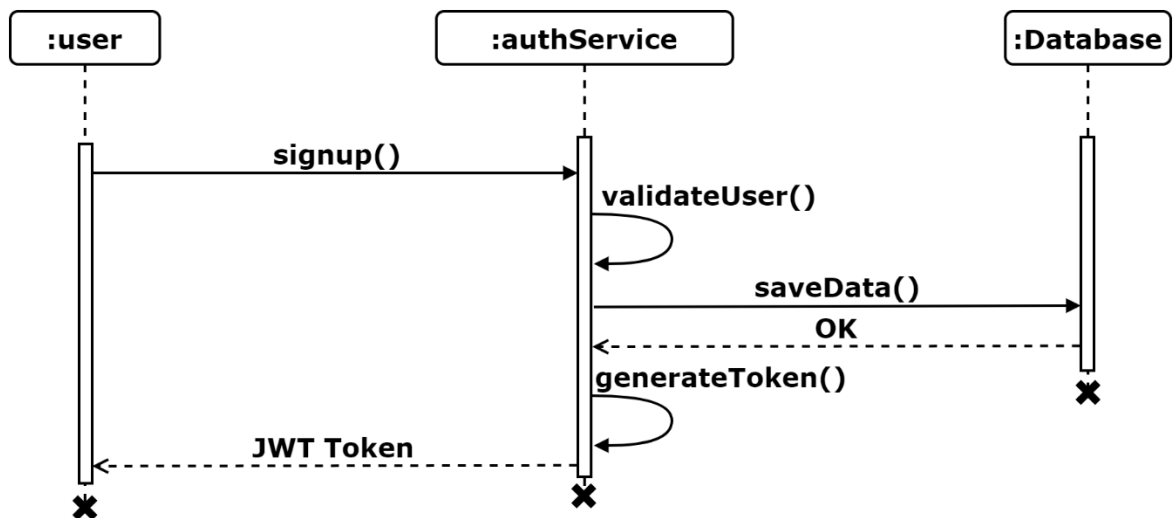 :user
:authService
:Database
signup()
validateUser()
saveData()
OK
generateToken()
JWT Token